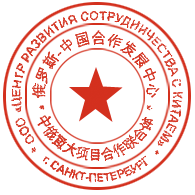 ООО «ЦЕНТР РАЗВИТИЯ СОТРУДНИЧЕСТВА С КИТАЕМ»
* г. САНКТ-ПЕТЕРБУРГ *
俄罗斯-中国合作发展中心
中俄重大项目合作联合体